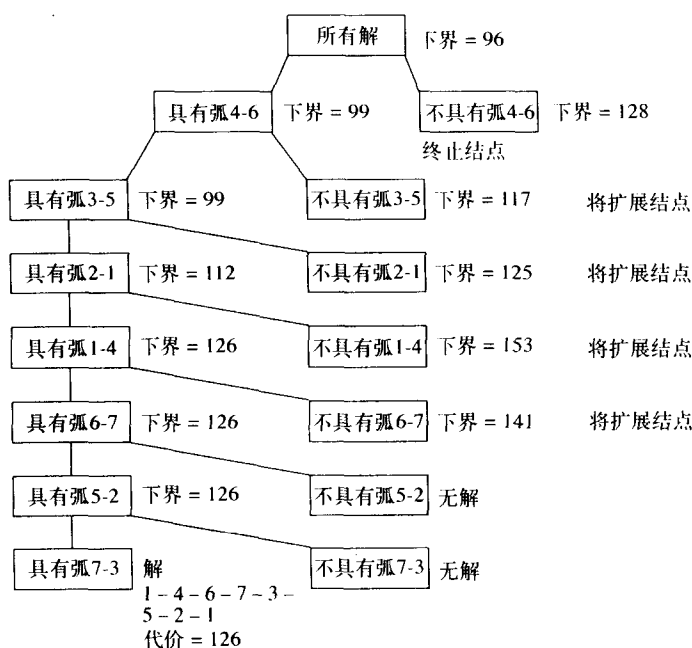 所有解 下界 = 96
具有弧4-6 下界 = 99 不具有弧4-6 下界 = 128
终止结点
具有弧3-5 下界 = 99 不具有弧3-5 下界 = 117 将扩展结点
具有弧2-1 下界 = 112 不具有弧2-1 下界 = 125 将扩展结点
具有弧1-4 下界 = 126 不具有弧1-4 下界 = 153 将扩展结点
具有弧6-7 下界 = 126 不具有弧6-7 下界 = 141 将扩展结点
具有弧5-2 下界 = 126 不具有弧5-2 无解
具有弧7-3 解 不具有弧7-3 无解
1 - 4 - 6 - 7 - 3 -
5 - 2 - 1
代价 = 126